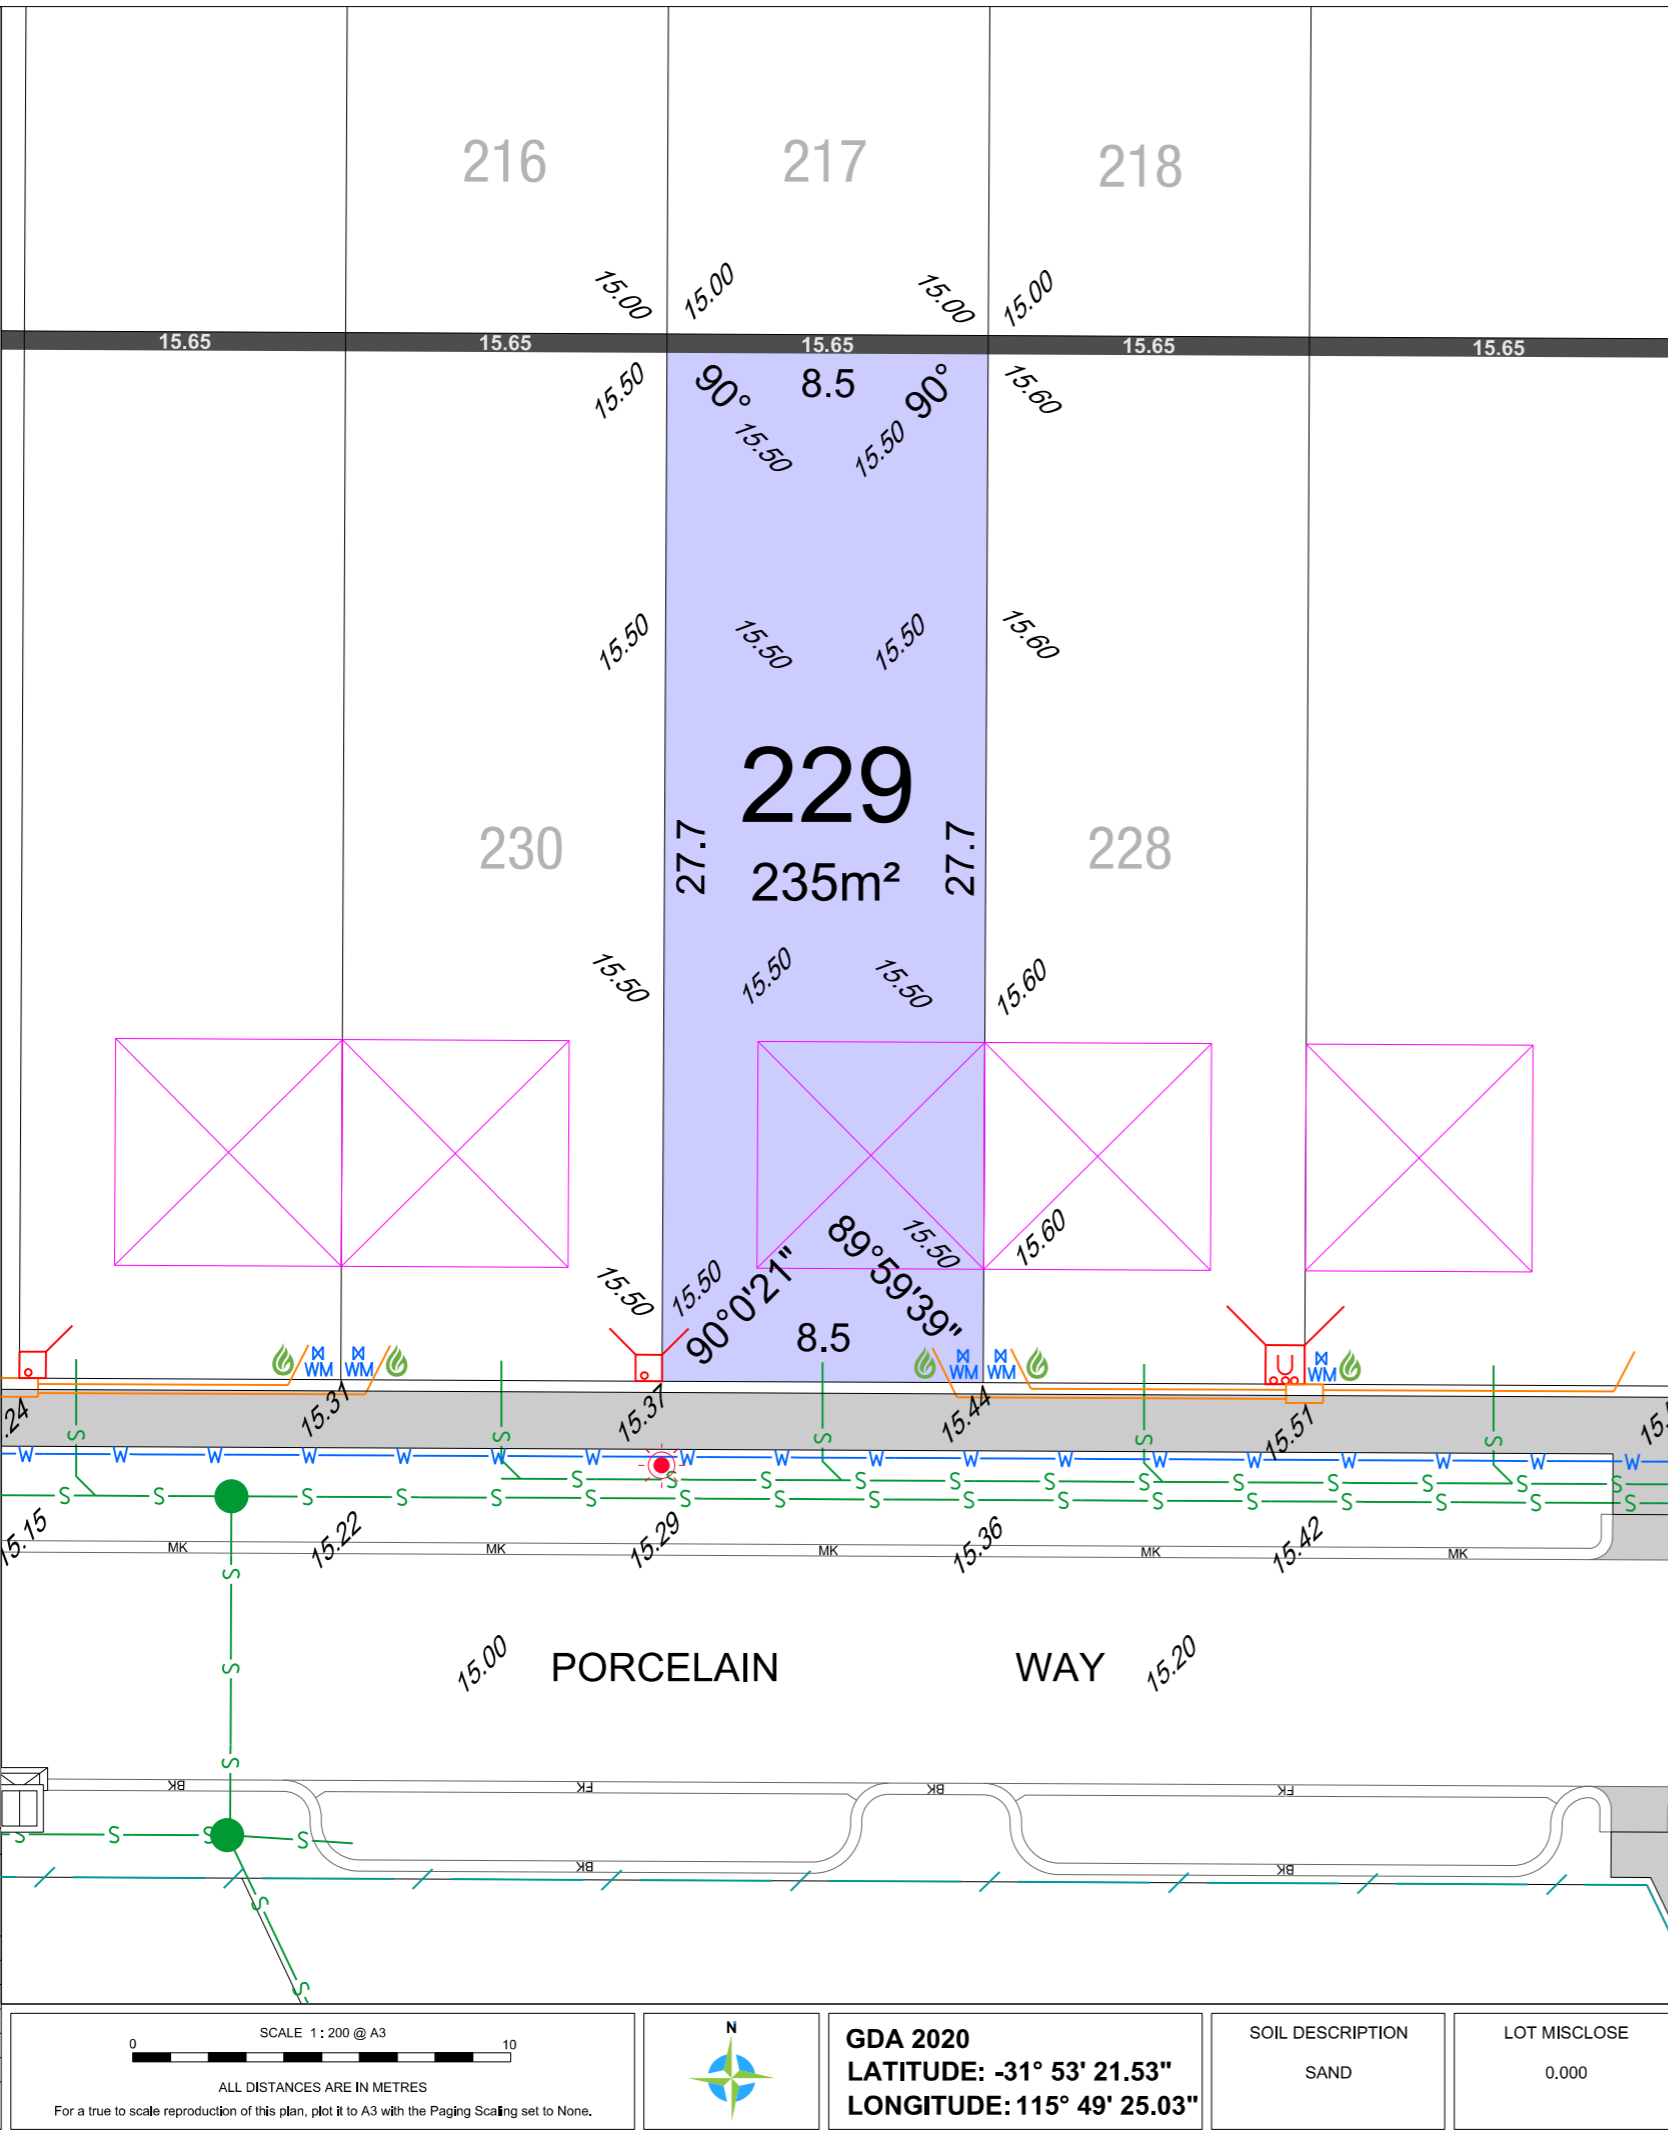 216 217 218
15.00 15.00 15.00 15.00
15.65 15.65 15.65 15.65 15.65
15.50 90° 8.5 90° 15.60
15.50 15.50
15.50 15.50 15.50 15.60
229
230 27.7 235m² 27.7 228
15.50 15.50 15.50 15.60
15.50 15.50 90°0'21" 89°59'39" 15.50 15.60
8.5
WM WM WM WM U WM
.24 15.31 15.37 15.44 15.51 15.
S S S S S
W W W W W W W W W W W W W W W W W W
S S S S S S S S S S S S
S S S S S S S S S S S S S S S S
15.15 15.22 15.29 15.36 15.42
MK MK MK MK MK
S
S
S
15.00 PORCELAIN WAY 15.20
BK FK BK FK
S S S S
BK BK
S
S
SCALE 1 : 200 @ A3
0 10
ALL DISTANCES ARE IN METRES
For a true to scale reproduction of this plan, plot it to A3 with the Paging Scaling set to None.
N
GDA 2020
LATITUDE: -31° 53' 21.53"
LONGITUDE: 115° 49' 25.03"
SOIL DESCRIPTION
SAND
LOT MISCLOSE
0.000